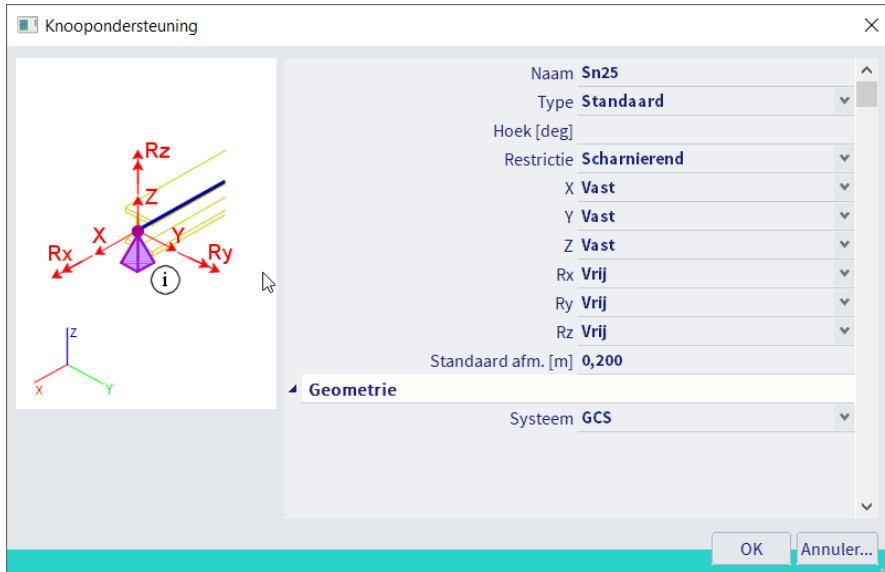 Knoopondersteuning
Naam Sn25
Type Standaard
Hoek [deg]
Restrictie Scharnierend
X Vast
Y Vast
Z Vast
Rx Vrij
Ry Vrij
Rz Vrij
Standaard afm. [m] 0,200
Geometrie
Systeem GCS
Rz
Z
X
Y
Rx
Ry
i
Z
X
Y
OK
Annuler...